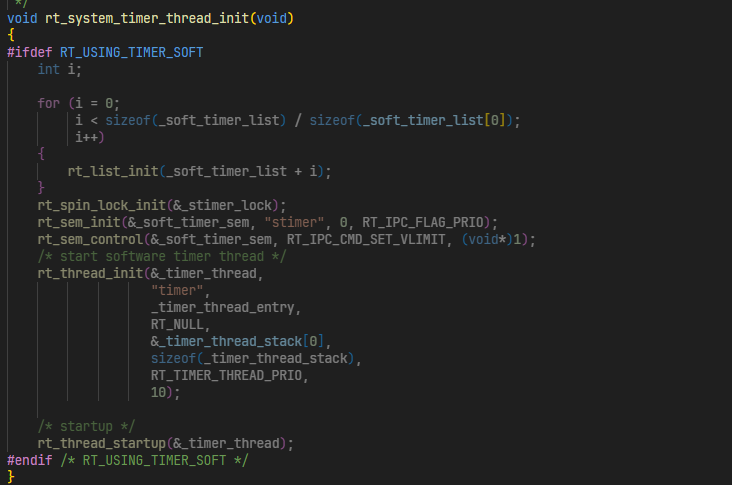 */
void rt_system_timer_thread_init(void)
{
#ifdef RT_USING_TIMER_SOFT
    int i;

    for (i = 0;
         i < sizeof(_soft_timer_list) / sizeof(_soft_timer_list[0]);
         i++)
    {
        rt_list_init(_soft_timer_list + i);
    }
    rt_spin_lock_init(&_stimer_lock);
    rt_sem_init(&_soft_timer_sem, "stimer", 0, RT_IPC_FLAG_PRIO);
    rt_sem_control(&_soft_timer_sem, RT_IPC_CMD_SET_VLIMIT, (void*)1);
    /* start software timer thread */
    rt_thread_init(&_timer_thread,
                   "timer",
                   _timer_thread_entry,
                   RT_NULL,
                   &_timer_thread_stack[0],
                   sizeof(_timer_thread_stack),
                   RT_TIMER_THREAD_PRIO,
                   10);

    /* startup */
    rt_thread_startup(&_timer_thread);
#endif /* RT_USING_TIMER_SOFT */
}